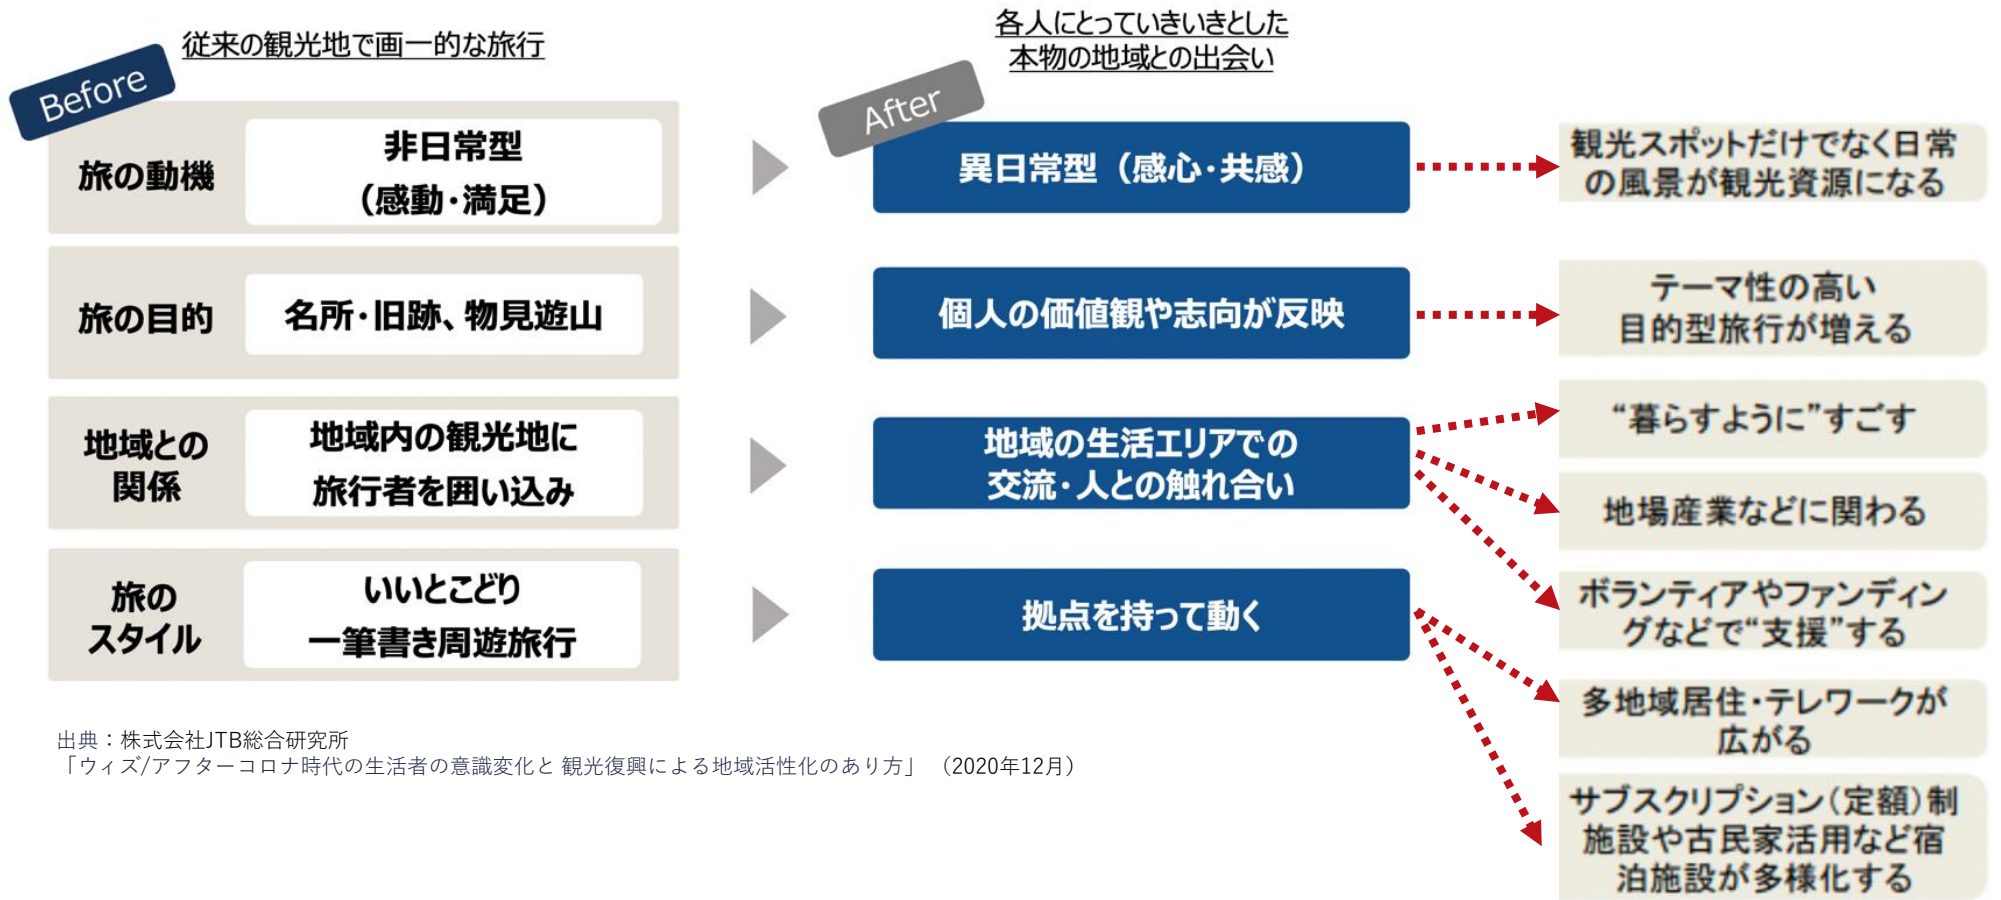 従来の観光地で画一的な旅行
各人にとっていきいきとした
本物の地域との出会い
Before
After
旅の動機
非日常型
（感動･満足）
異日常型（感心･共感）
観光スポットだけでなく日常
の風景が観光資源になる
旅の目的
名所･旧跡、物見遊山
個人の価値観や志向が反映
テーマ性の高い
目的型旅行が増える
地域との
関係
地域内の観光地に
旅行者を囲い込み
地域の生活エリアでの
交流･人との触れ合い
“暮らすように”すごす
地場産業などに関わる
ボランティアやファンディン
グなどで“支援”する
旅の
スタイル
いいとこどり
一筆書き周遊旅行
拠点を持って動く
多地域居住･テレワークが
広がる
サブスクリプション（定額）制
施設や古民家活用など宿
泊施設が多様化する
出典：株式会社JTB総合研究所
「ウィズ/アフターコロナ時代の生活者の意識変化と 観光復興による地域活性化のあり方」 （2020年12月）